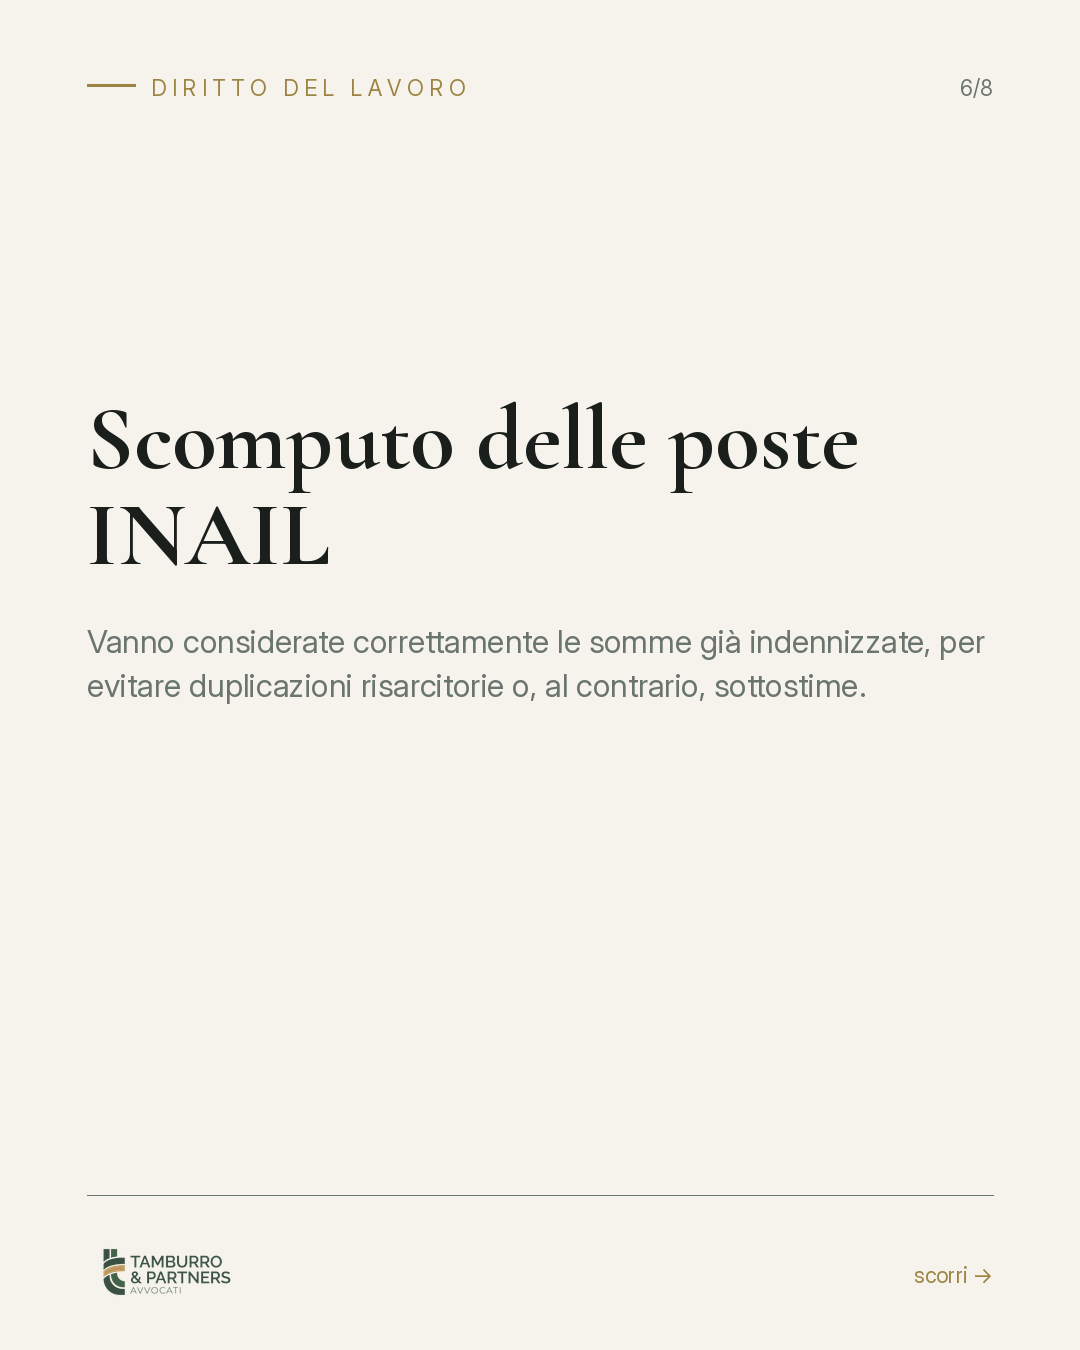 DIRITTO DEL LAVORO
6/8
Scomputo delle poste
INAIL
Vanno considerate correttamente le somme già indennizzate, per
evitare duplicazioni risarcitorie o, al contrario, sottostime.
TAMBURRO
& PARTNERS
AVVOCATI
scorri →